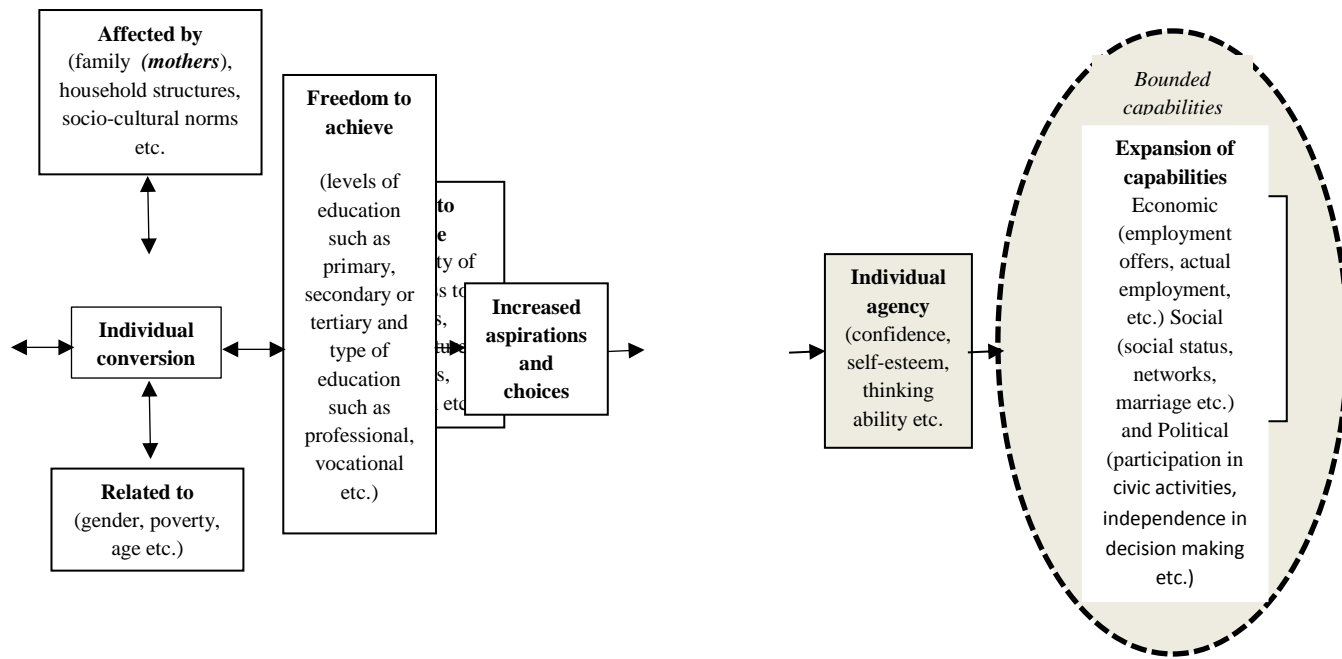 Affected by
(family (mothers),
household structures,
socio-cultural norms
etc.
Individual
conversion
Related to
(gender, poverty,
age etc.)
Freedom to
achieve
(levels of
education
such as
primary,
secondary or
tertiary and
type of
education
such as
professional,
vocational
etc.)
to
of
to
etc
Increased
aspirations
and
choices
Individual
agency
(confidence,
self-esteem,
thinking
ability etc.
Bounded
capabilities
Expansion of
capabilities
Economic
(employment
offers, actual
employment,
etc.) Social
(social status,
networks,
marriage etc.)
and Political
(participation in
civic activities,
independence in
decision making
etc.)